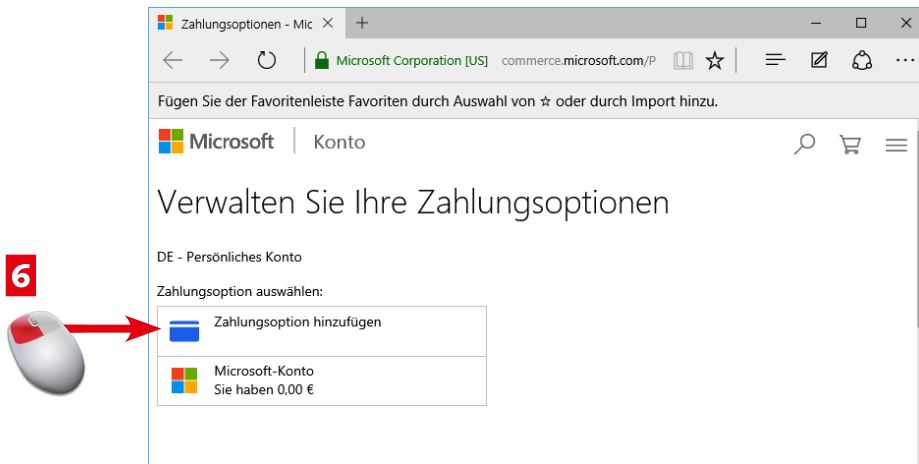 Zahlungsoptionen - Mic
Microsoft Corporation [US] commerce.microsoft.com/P
Fügen Sie der Favoritenleiste Favoriten durch Auswahl von ☆ oder durch Import hinzu.
Microsoft Konto
Verwalten Sie Ihre Zahlungsoptionen
DE - Persönliches Konto
6
Zahlungsoption auswählen:
Zahlungsoption hinzufügen
Microsoft-Konto
Sie haben 0,00 €